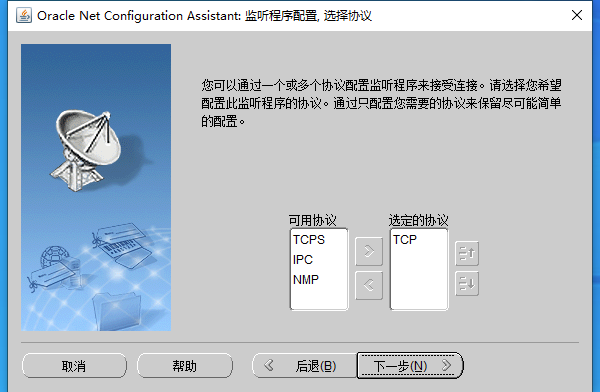 Oracle Net Configuration Assistant: 监听程序配置, 选择协议
您可以通过一个或多个协议配置监听程序来接受连接。请选择您希望
配置此监听程序的协议。通过只配置您需要的协议来保留尽可能简单
的配置。
可用协议
TCPS
IPC
NMP
选定的协议
TCP
取消
帮助
后退(B)
下一步(N)